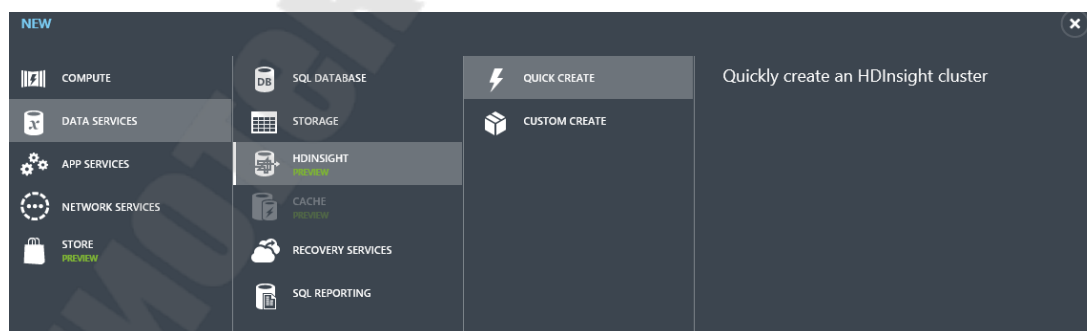 NEW
COMPUTE
DATA SERVICES
APP SERVICES
NETWORK SERVICES
STORE
PREVIEW
DB
SQL DATABASE
STORAGE
HDINSIGHT
PREVIEW
CACHE
PREVIEW
RECOVERY SERVICES
SQL REPORTING
QUICK CREATE
CUSTOM CREATE
Quickly create an HDInsight cluster